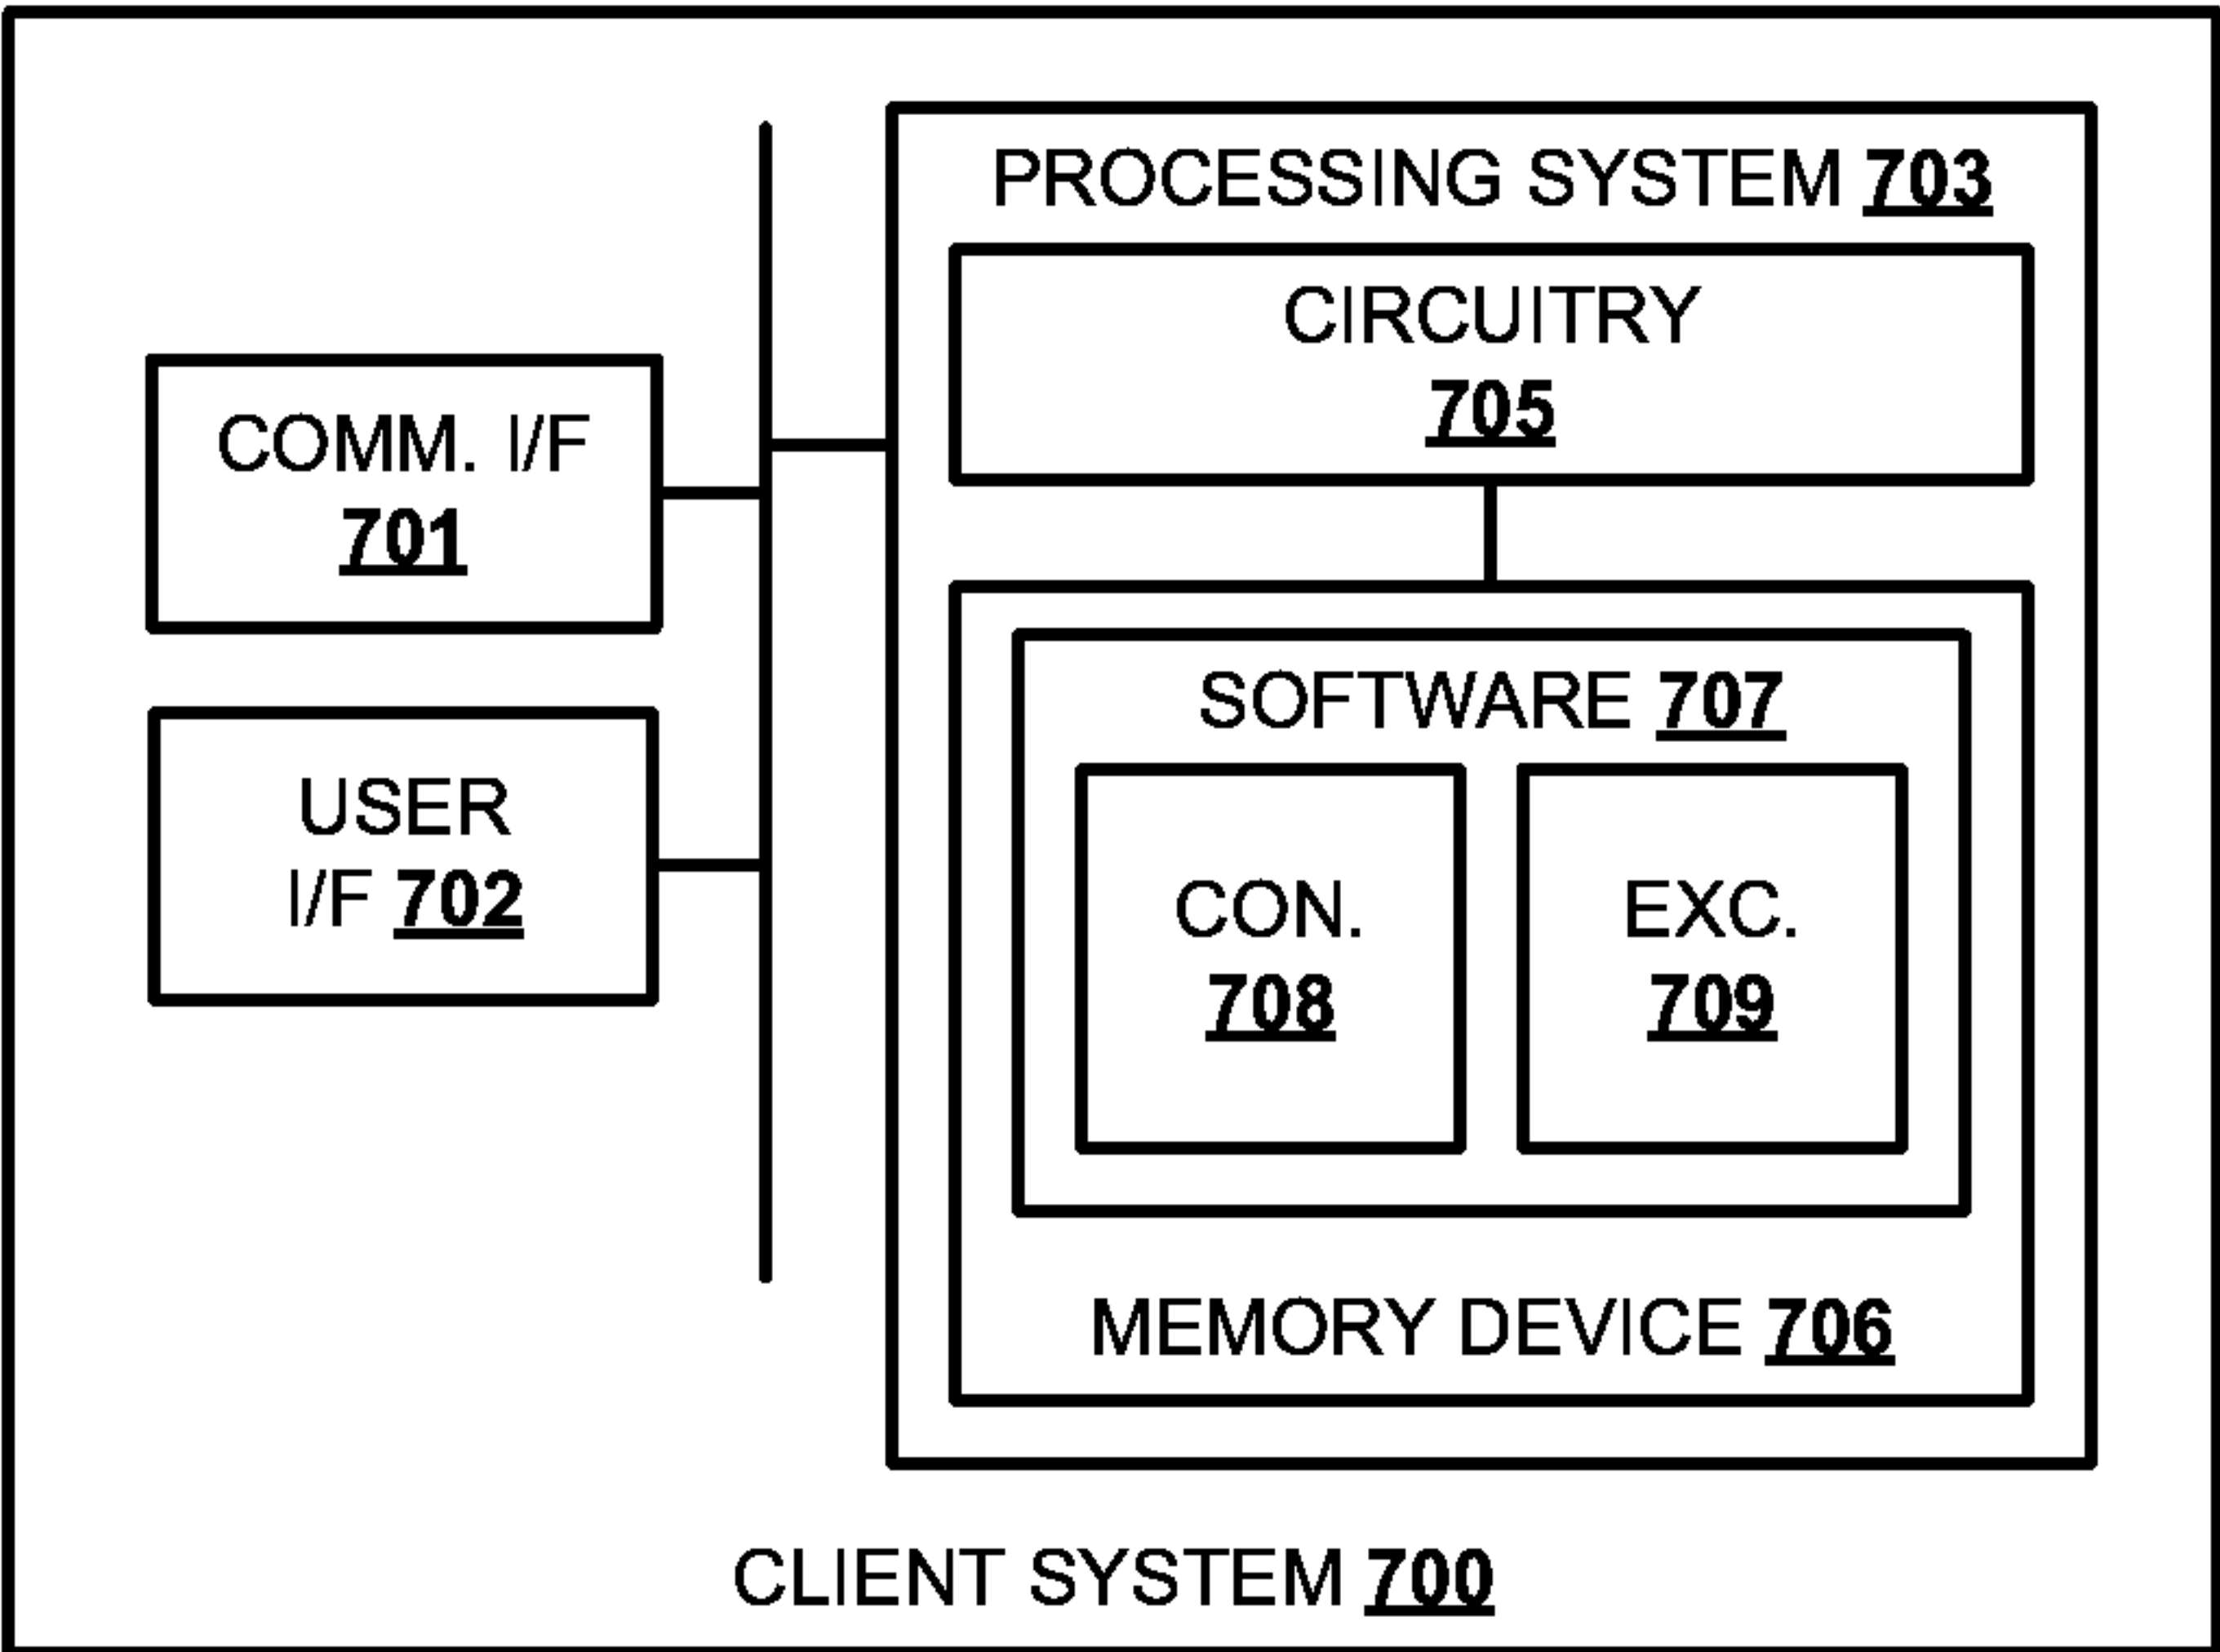 PROCESSING SYSTEM 703
CIRCUITRY
705
COMM. I/F
701
SOFTWARE 707
USER
I/F 702
CON.
708
EXC.
709
MEMORY DEVICE 706
CLIENT SYSTEM 700